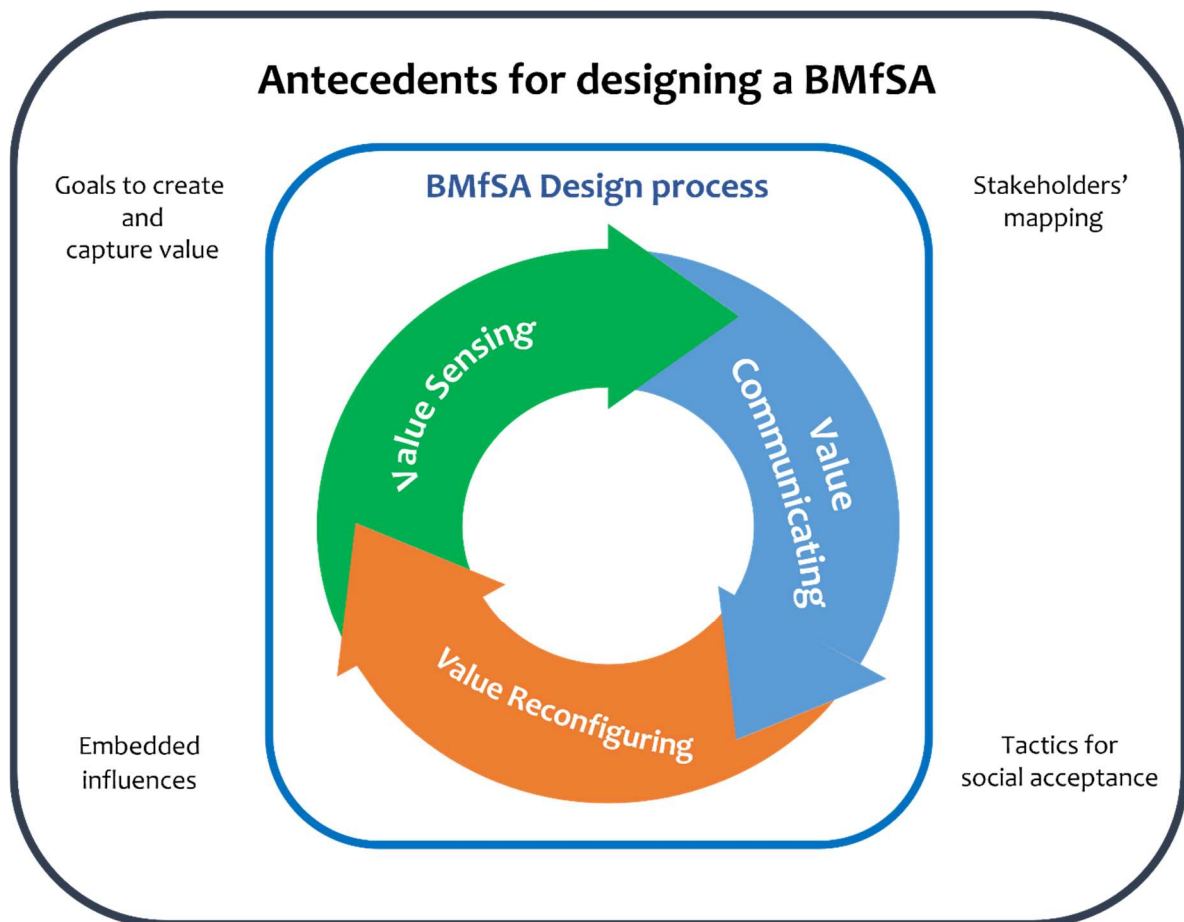 Antecedents for designing a BMfSA
Goals to create
and
capture value
BMfSA Design process
Stakeholders'
mapping
Value Sensing
Value
Communicating
Value Reconfiguring
Embedded
influences
Tactics for
social acceptance